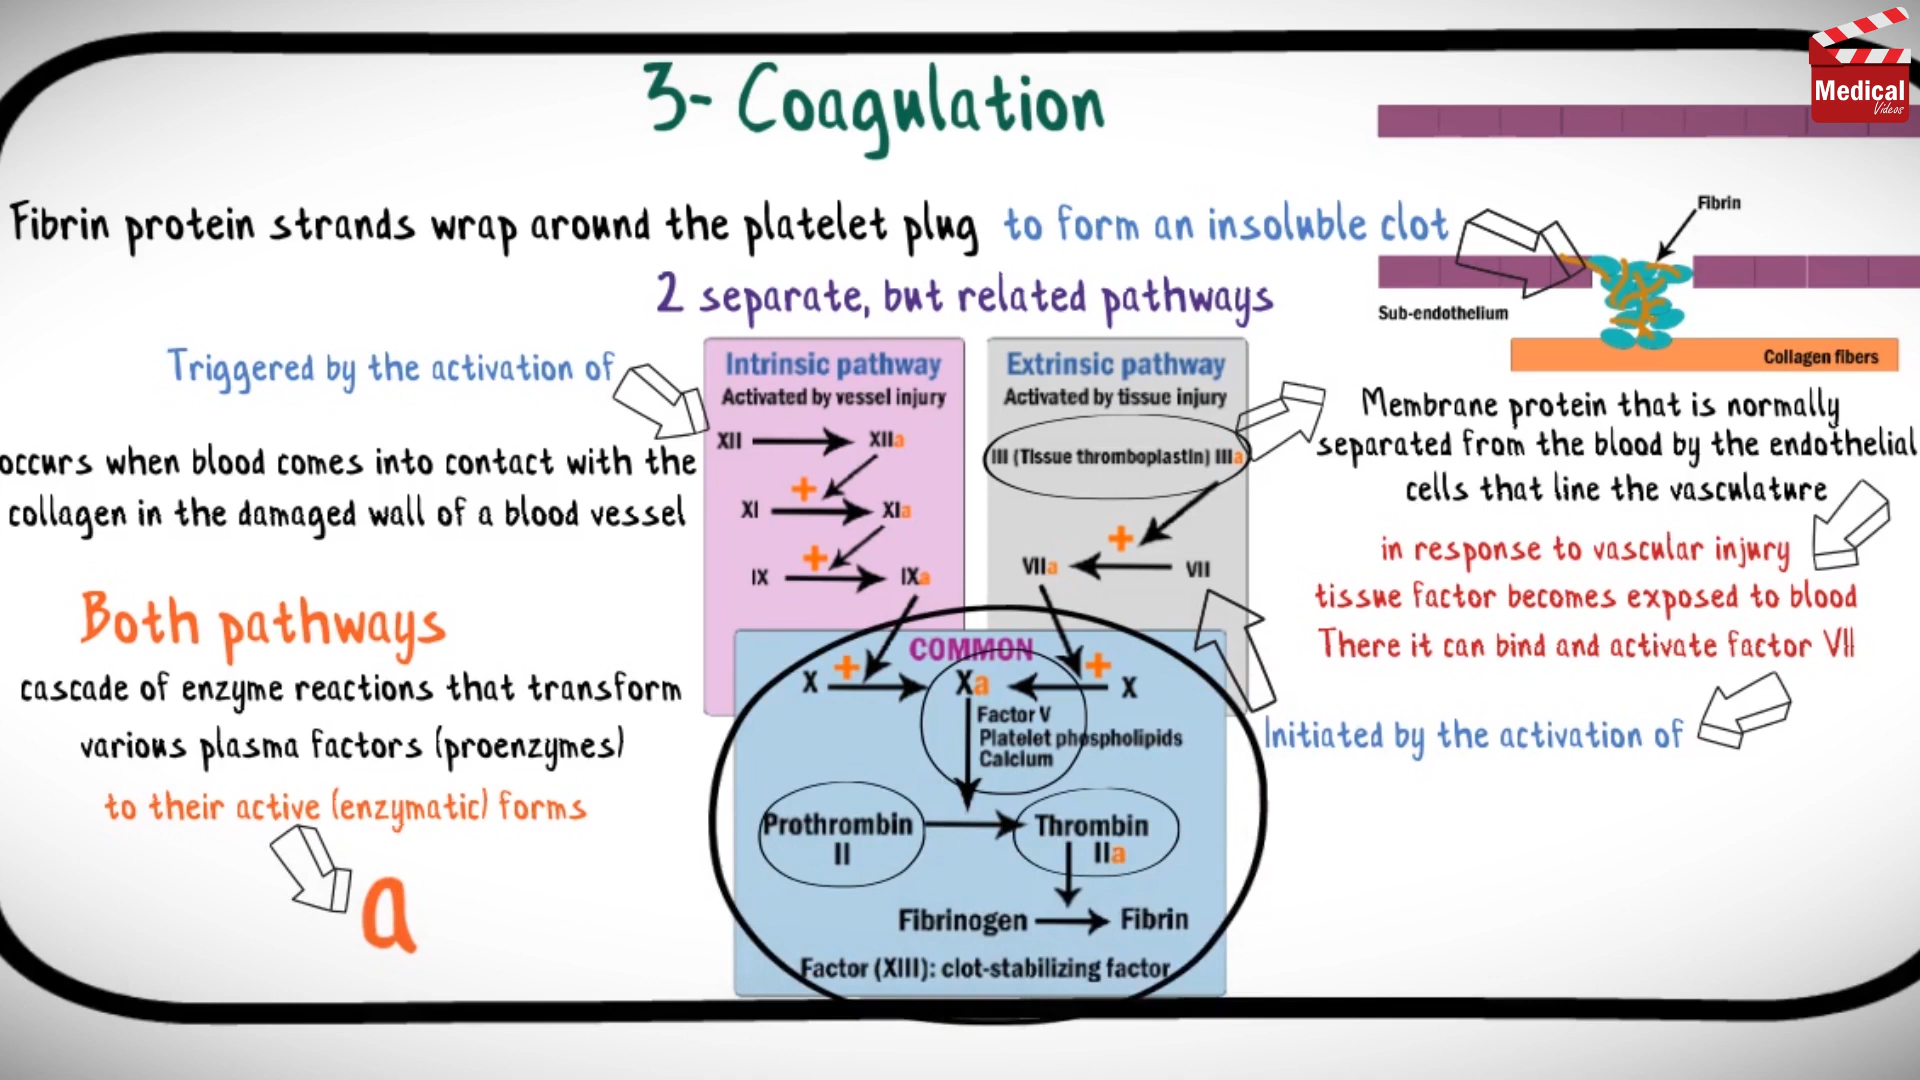 Medical
Videos
3- Coagulation
Fibrin protein strands wrap around the platelet plug to form an insoluble clot
Fibrin
Sub-endothelium
Collagen fibers
2 separate, but related pathways
Triggered by the activation of
occurs when blood comes into contact with the
collagen in the damaged wall of a blood vessel
Both pathways
cascade of enzyme reactions that transform
various plasma factors (proenzymes)
to their active (enzymatic) forms
a
Intrinsic pathway
Activated by vessel injury
XII XIIa
+
XI XIa
+
IX IXa
Extrinsic pathway
Activated by tissue injury
III (Tissue thromboplastin) IIIa
+
VIIa VII
COMMON
+ +
X Xa X
Factor V
Platelet phospholipids
Calcium
Prothrombin
II
Thrombin
IIa
Fibrinogen Fibrin
Factor (XIII): clot-stabilizing factor
Membrane protein that is normally
separated from the blood by the endothelial
cells that line the vasculature
in response to vascular injury
tissue factor becomes exposed to blood
There it can bind and activate factor VII
Initiated by the activation of